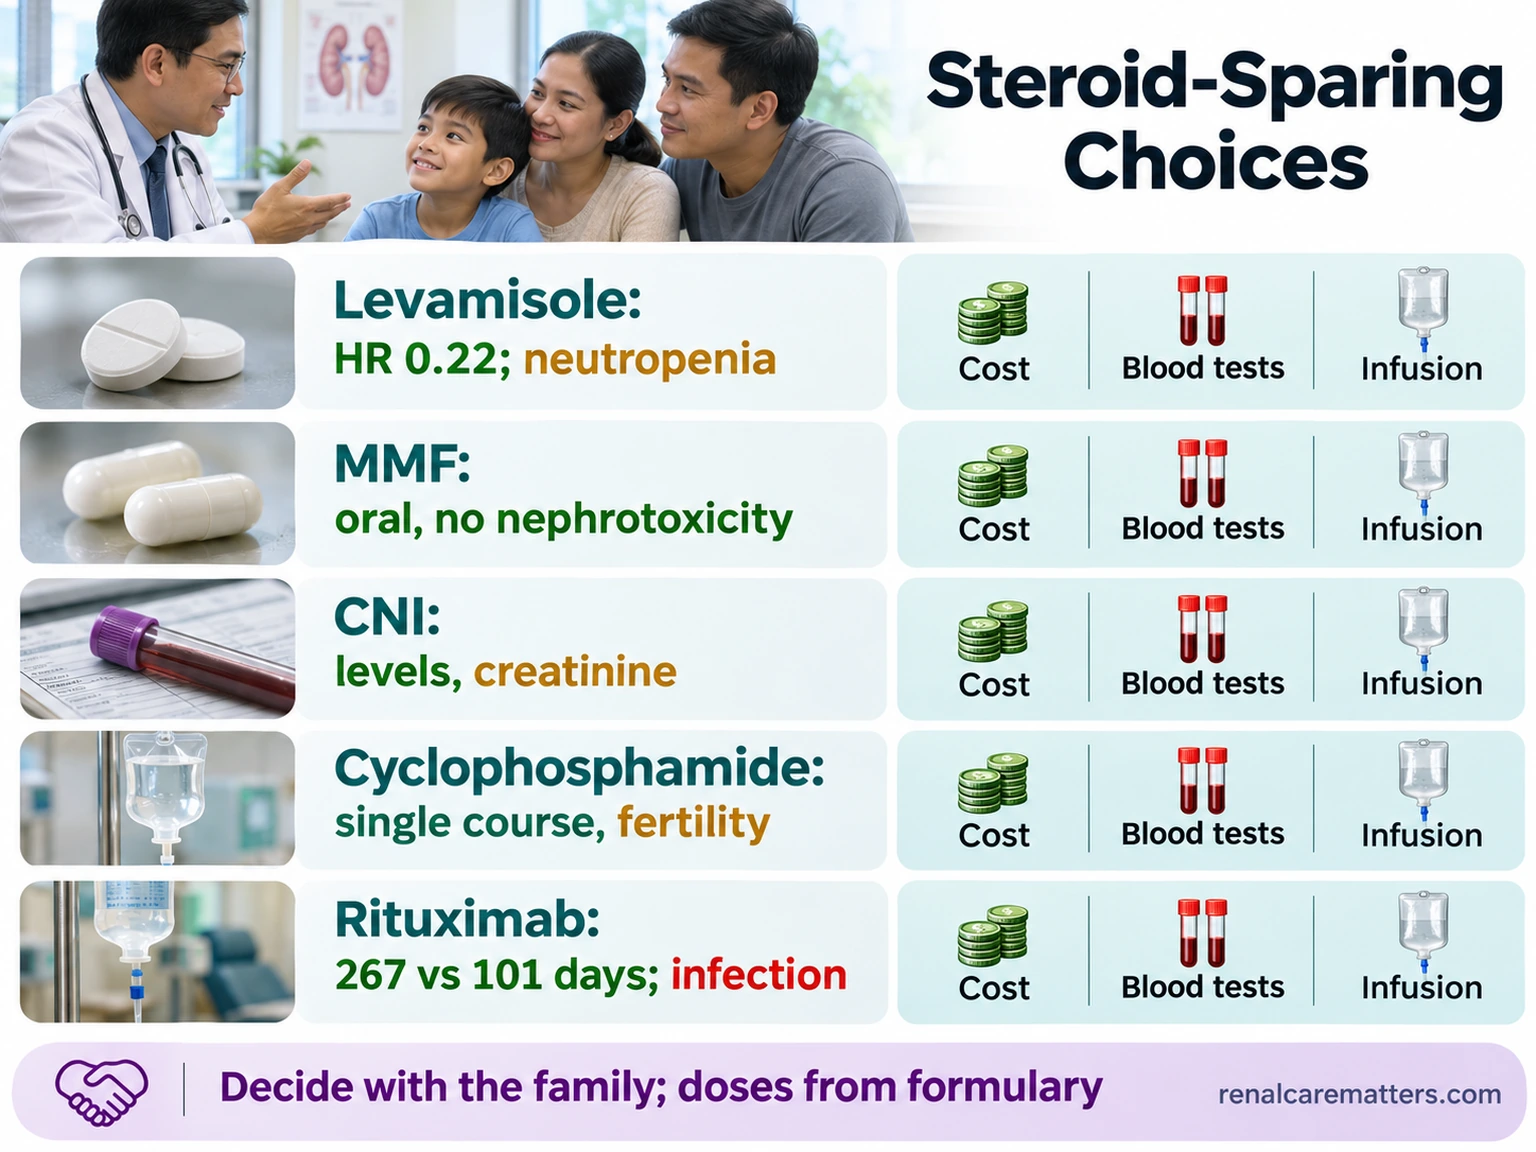 Steroid-Sparing
Choices
Levamisole:
HR 0.22; neutropenia
Cost
Blood tests
Infusion
MMF:
oral, no nephrotoxicity
Cost
Blood tests
Infusion
CNI:
levels, creatinine
Cost
Blood tests
Infusion
Cyclophosphamide:
single course, fertility
Cost
Blood tests
Infusion
Rituximab:
267 vs 101 days; infection
Cost
Blood tests
Infusion
Decide with the family; doses from formulary
renalcarematters.com